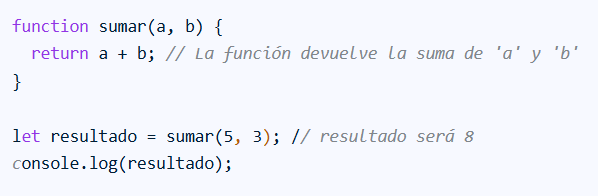 function sumar(a, b) {
  return a + b; // La función devuelve la suma de 'a' y 'b'
}
let resultado = sumar(5, 3); // resultado será 8
console.log(resultado);